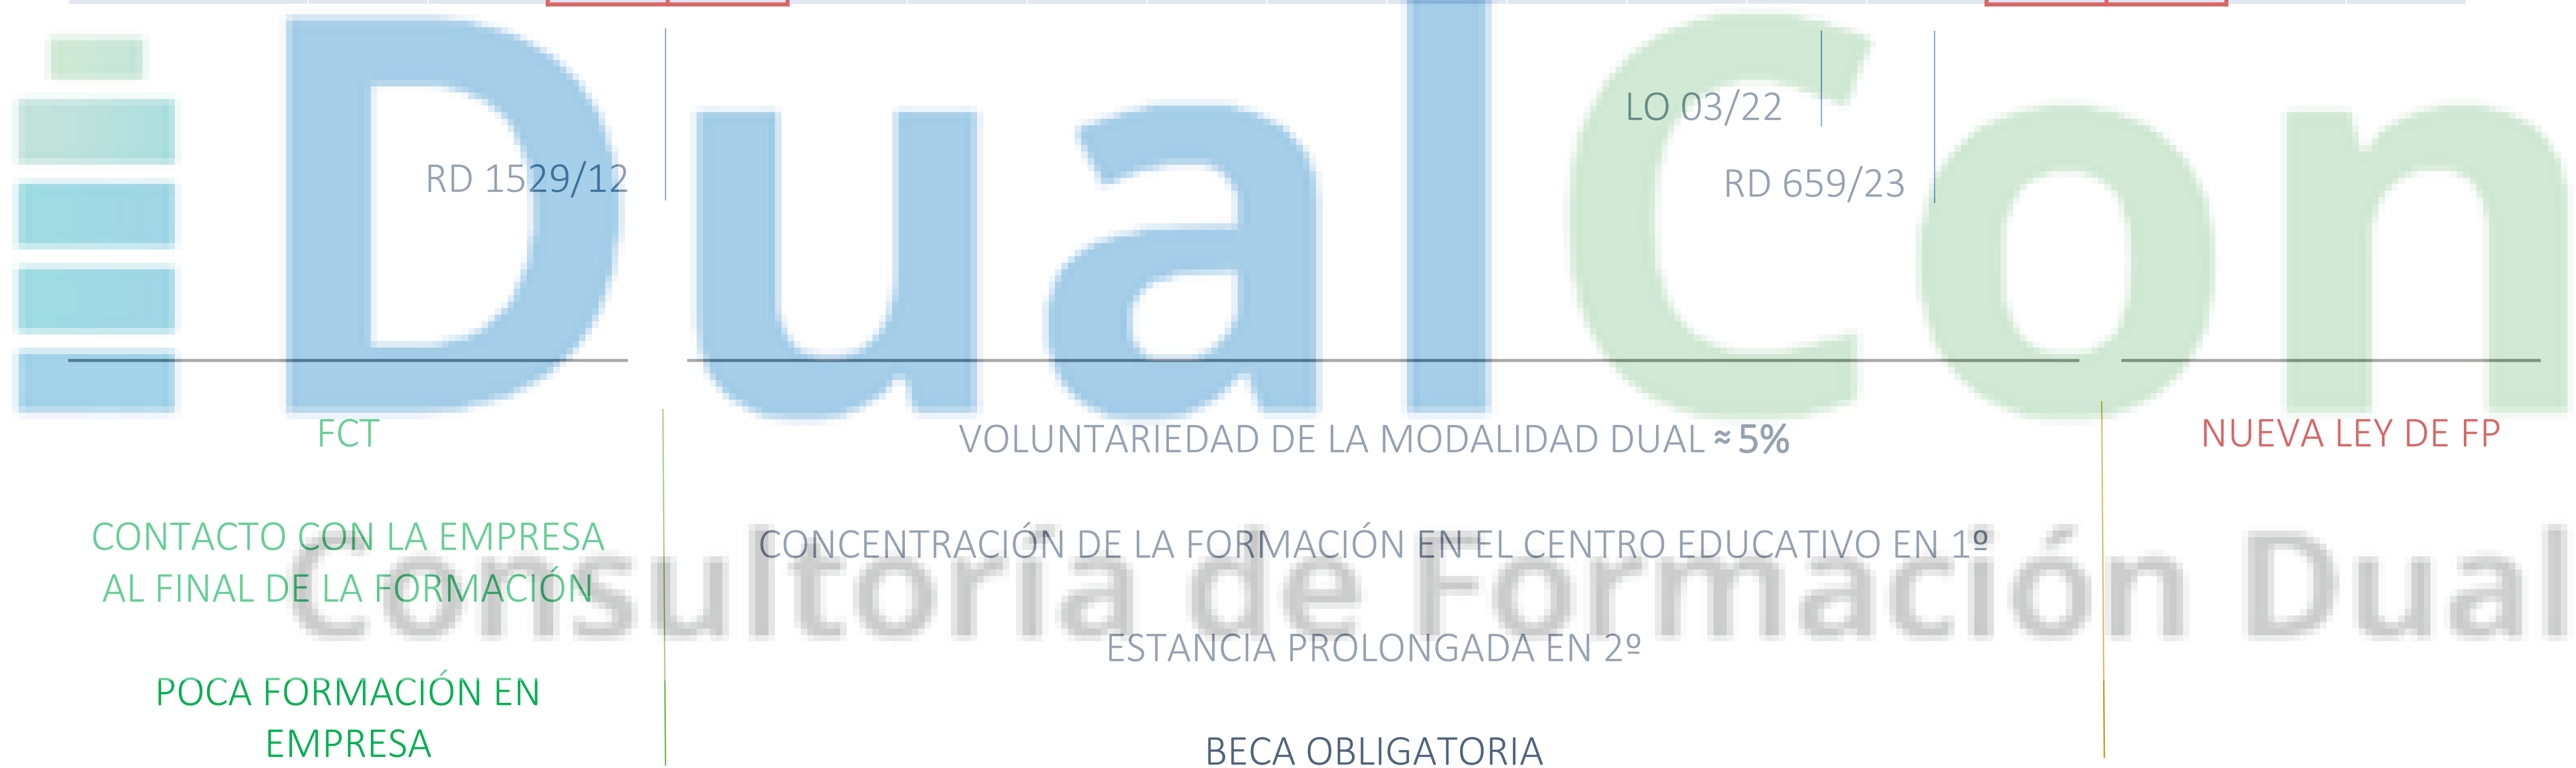 DualCon
LO 03/22
RD 1529/12
RD 659/23
FCT
VOLUNTARIEDAD DE LA MODALIDAD DUAL ≈ 5%
NUEVA LEY DE FP
CONTACTO CON LA EMPRESA
AL FINAL DE LA FORMACIÓN
CONCENTRACIÓN DE LA FORMACIÓN EN EL CENTRO EDUCATIVO EN 1º
Consultoría de Formación Dual
ESTANCIA PROLONGADA EN 2º
POCA FORMACIÓN EN
EMPRESA
BECA OBLIGATORIA